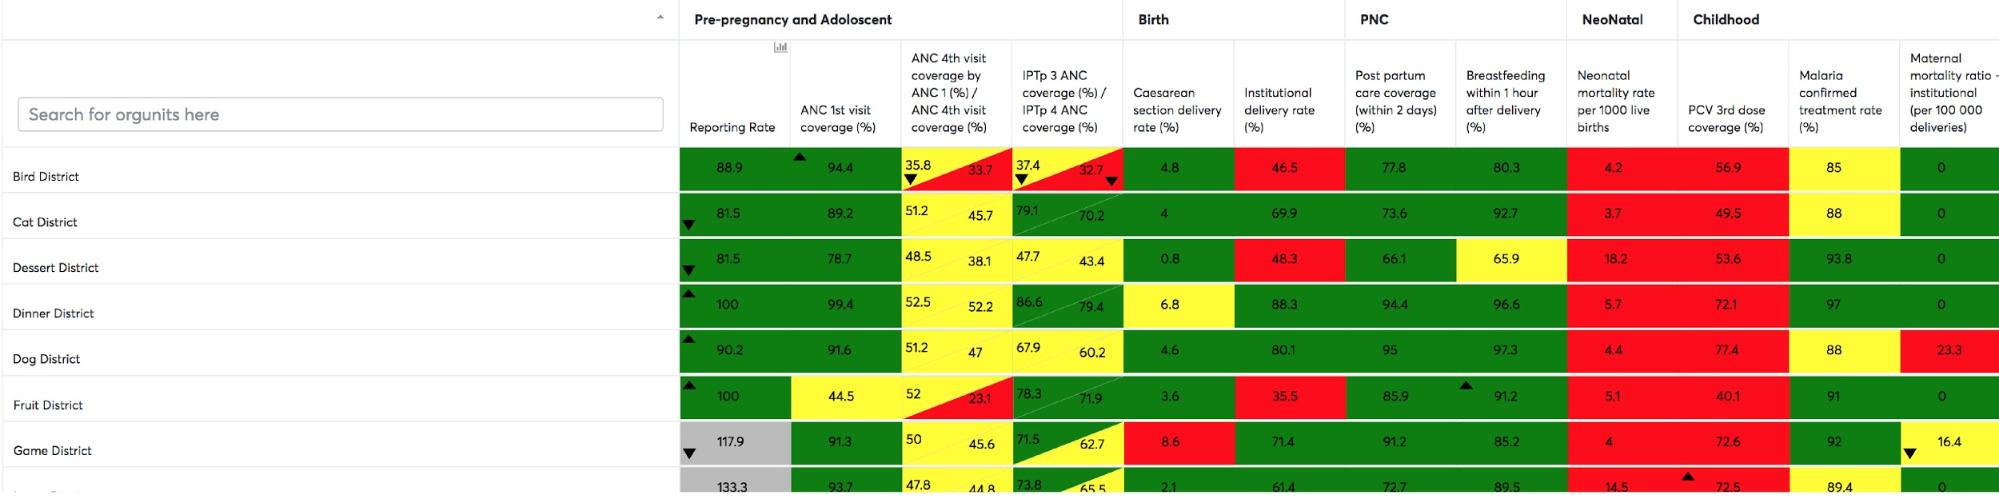 Pre-pregnancy and Adoloscent Birth PNC NeoNatal Childhood
Search for orgunits here
Reporting Rate
ANC 1st visit
coverage (%)
ANC 4th visit
coverage by
ANC 1 (%) /
ANC 4th visit
coverage (%)
IPTp 3 ANC
coverage (%) /
IPTp 4 ANC
coverage (%)
Caesarean
section delivery
rate (%)
Institutional
delivery rate
(%)
Post partum
care coverage
(within 2 days)
(%)
Breastfeeding
within 1 hour
after delivery
(%)
Neonatal
mortality rate
per 1000 live
births
PCV 3rd dose
coverage (%)
Malaria
confirmed
treatment rate
(%)
Maternal
mortality ratio -
institutional
(per 100 000
deliveries)
Bird District 88.9 94.4 35.8 33.7 37.4 32.7 4.8 46.5 77.8 80.3 4.2 56.9 85 0
Cat District 81.5 89.2 51.2 45.7 79.1 70.2 4 69.9 73.6 92.7 3.7 49.5 88 0
Dessert District 81.5 78.7 48.5 38.1 47.7 43.4 0.8 48.3 66.1 65.9 18.2 53.6 93.8 0
Dinner District 100 99.4 52.5 52.2 86.6 79.4 6.8 88.3 94.4 96.6 5.7 72.1 97 0
Dog District 90.2 91.6 51.2 47 67.9 60.2 4.6 80.1 95 97.3 4.4 77.4 88 23.3
Fruit District 100 44.5 52 23.1 78.3 71.9 3.6 35.5 85.9 91.2 5.1 40.1 91 0
Game District 117.9 91.3 50 45.6 71.5 62.7 8.6 71.4 91.2 85.2 4 72.6 92 16.4
133.3 93.7 47.8 44.8 73.8 65.5 2.1 61.4 72.7 89.5 14.5 72.5 89.4 0